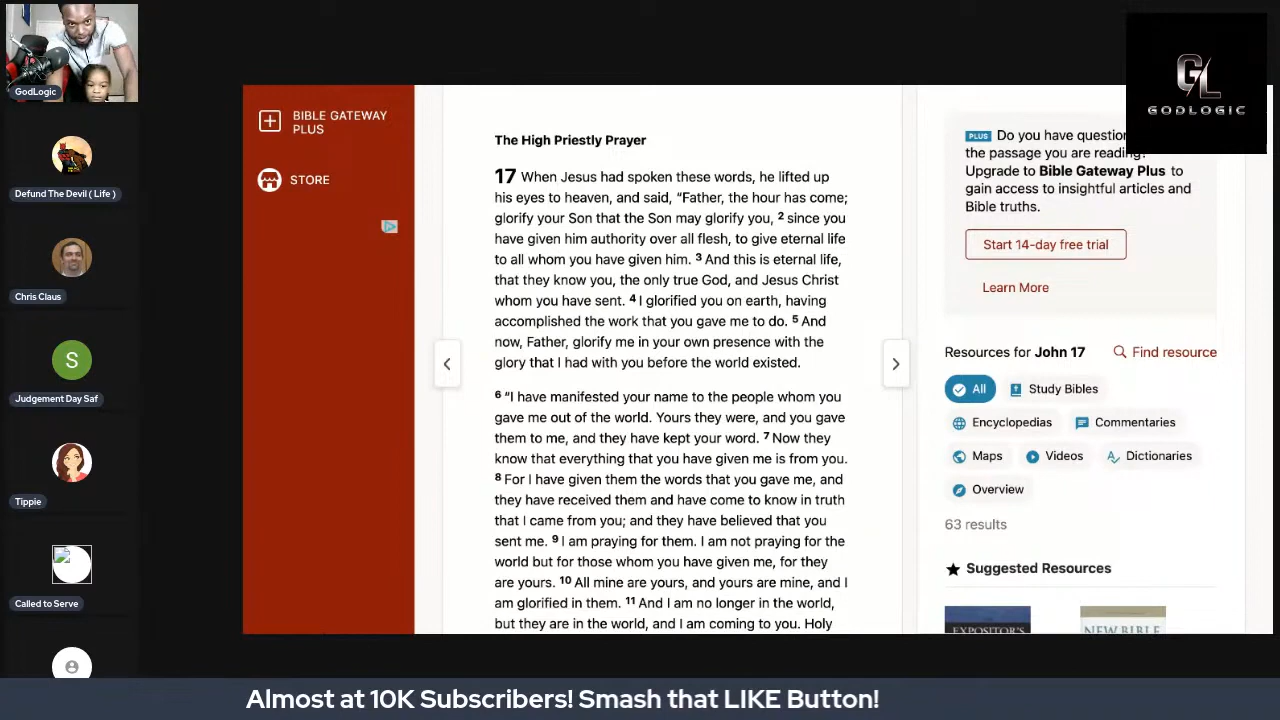 GodLogic
Defund The Devil ( Life )
Chris Claus
S
Judgement Day Saf
Tippie
Called to Serve
BIBLE GATEWAY
PLUS
STORE
The High Priestly Prayer
17 When Jesus had spoken these words, he lifted up
his eyes to heaven, and said, “Father, the hour has come;
glorify your Son that the Son may glorify you, 2 since you
have given him authority over all flesh, to give eternal life
to all whom you have given him. 3 And this is eternal life,
that they know you, the only true God, and Jesus Christ
whom you have sent. 4 I glorified you on earth, having
accomplished the work that you gave me to do. 5 And
now, Father, glorify me in your own presence with the
glory that I had with you before the world existed.
6 “I have manifested your name to the people whom you
gave me out of the world. Yours they were, and you gave
them to me, and they have kept your word. 7 Now they
know that everything that you have given me is from you.
8 For I have given them the words that you gave me, and
they have received them and have come to know in truth
that I came from you; and they have believed that you
sent me. 9 I am praying for them. I am not praying for the
world but for those whom you have given me, for they
are yours. 10 All mine are yours, and yours are mine, and I
am glorified in them. 11 And I am no longer in the world,
but they are in the world, and I am coming to you. Holy
GL
GODLOGIC
PLUS Do you have question
the passage you are reading?
Upgrade to Bible Gateway Plus to
gain access to insightful articles and
Bible truths.
Start 14-day free trial
Learn More
Resources for John 17 Find resource
All Study Bibles
Encyclopedias Commentaries
Maps Videos Dictionaries
Overview
63 results
Suggested Resources
EXPOSITOR'S NEW BIBLE
Almost at 10K Subscribers! Smash that LIKE Button!